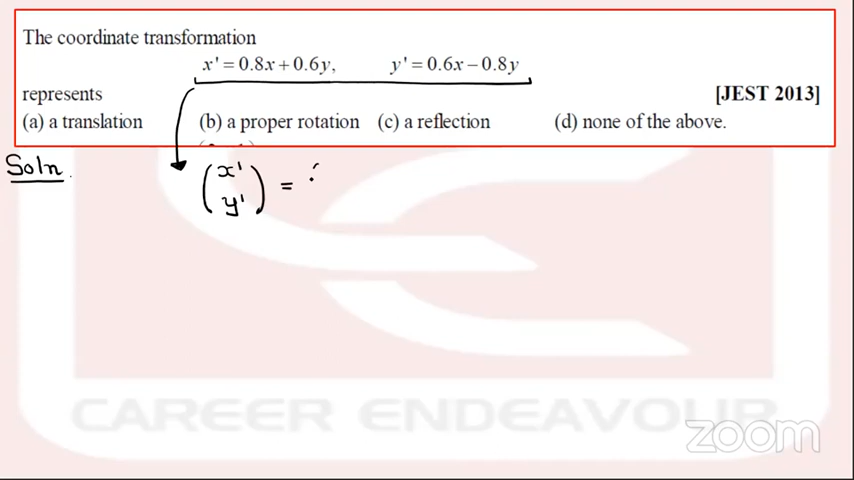 The coordinate transformation
x' = 0.8x + 0.6y, y' = 0.6x − 0.8y
represents [JEST 2013]
(a) a translation (b) a proper rotation (c) a reflection (d) none of the above.
Soln
(x'
y') =
CAREER ENDEAVOUR
zoom